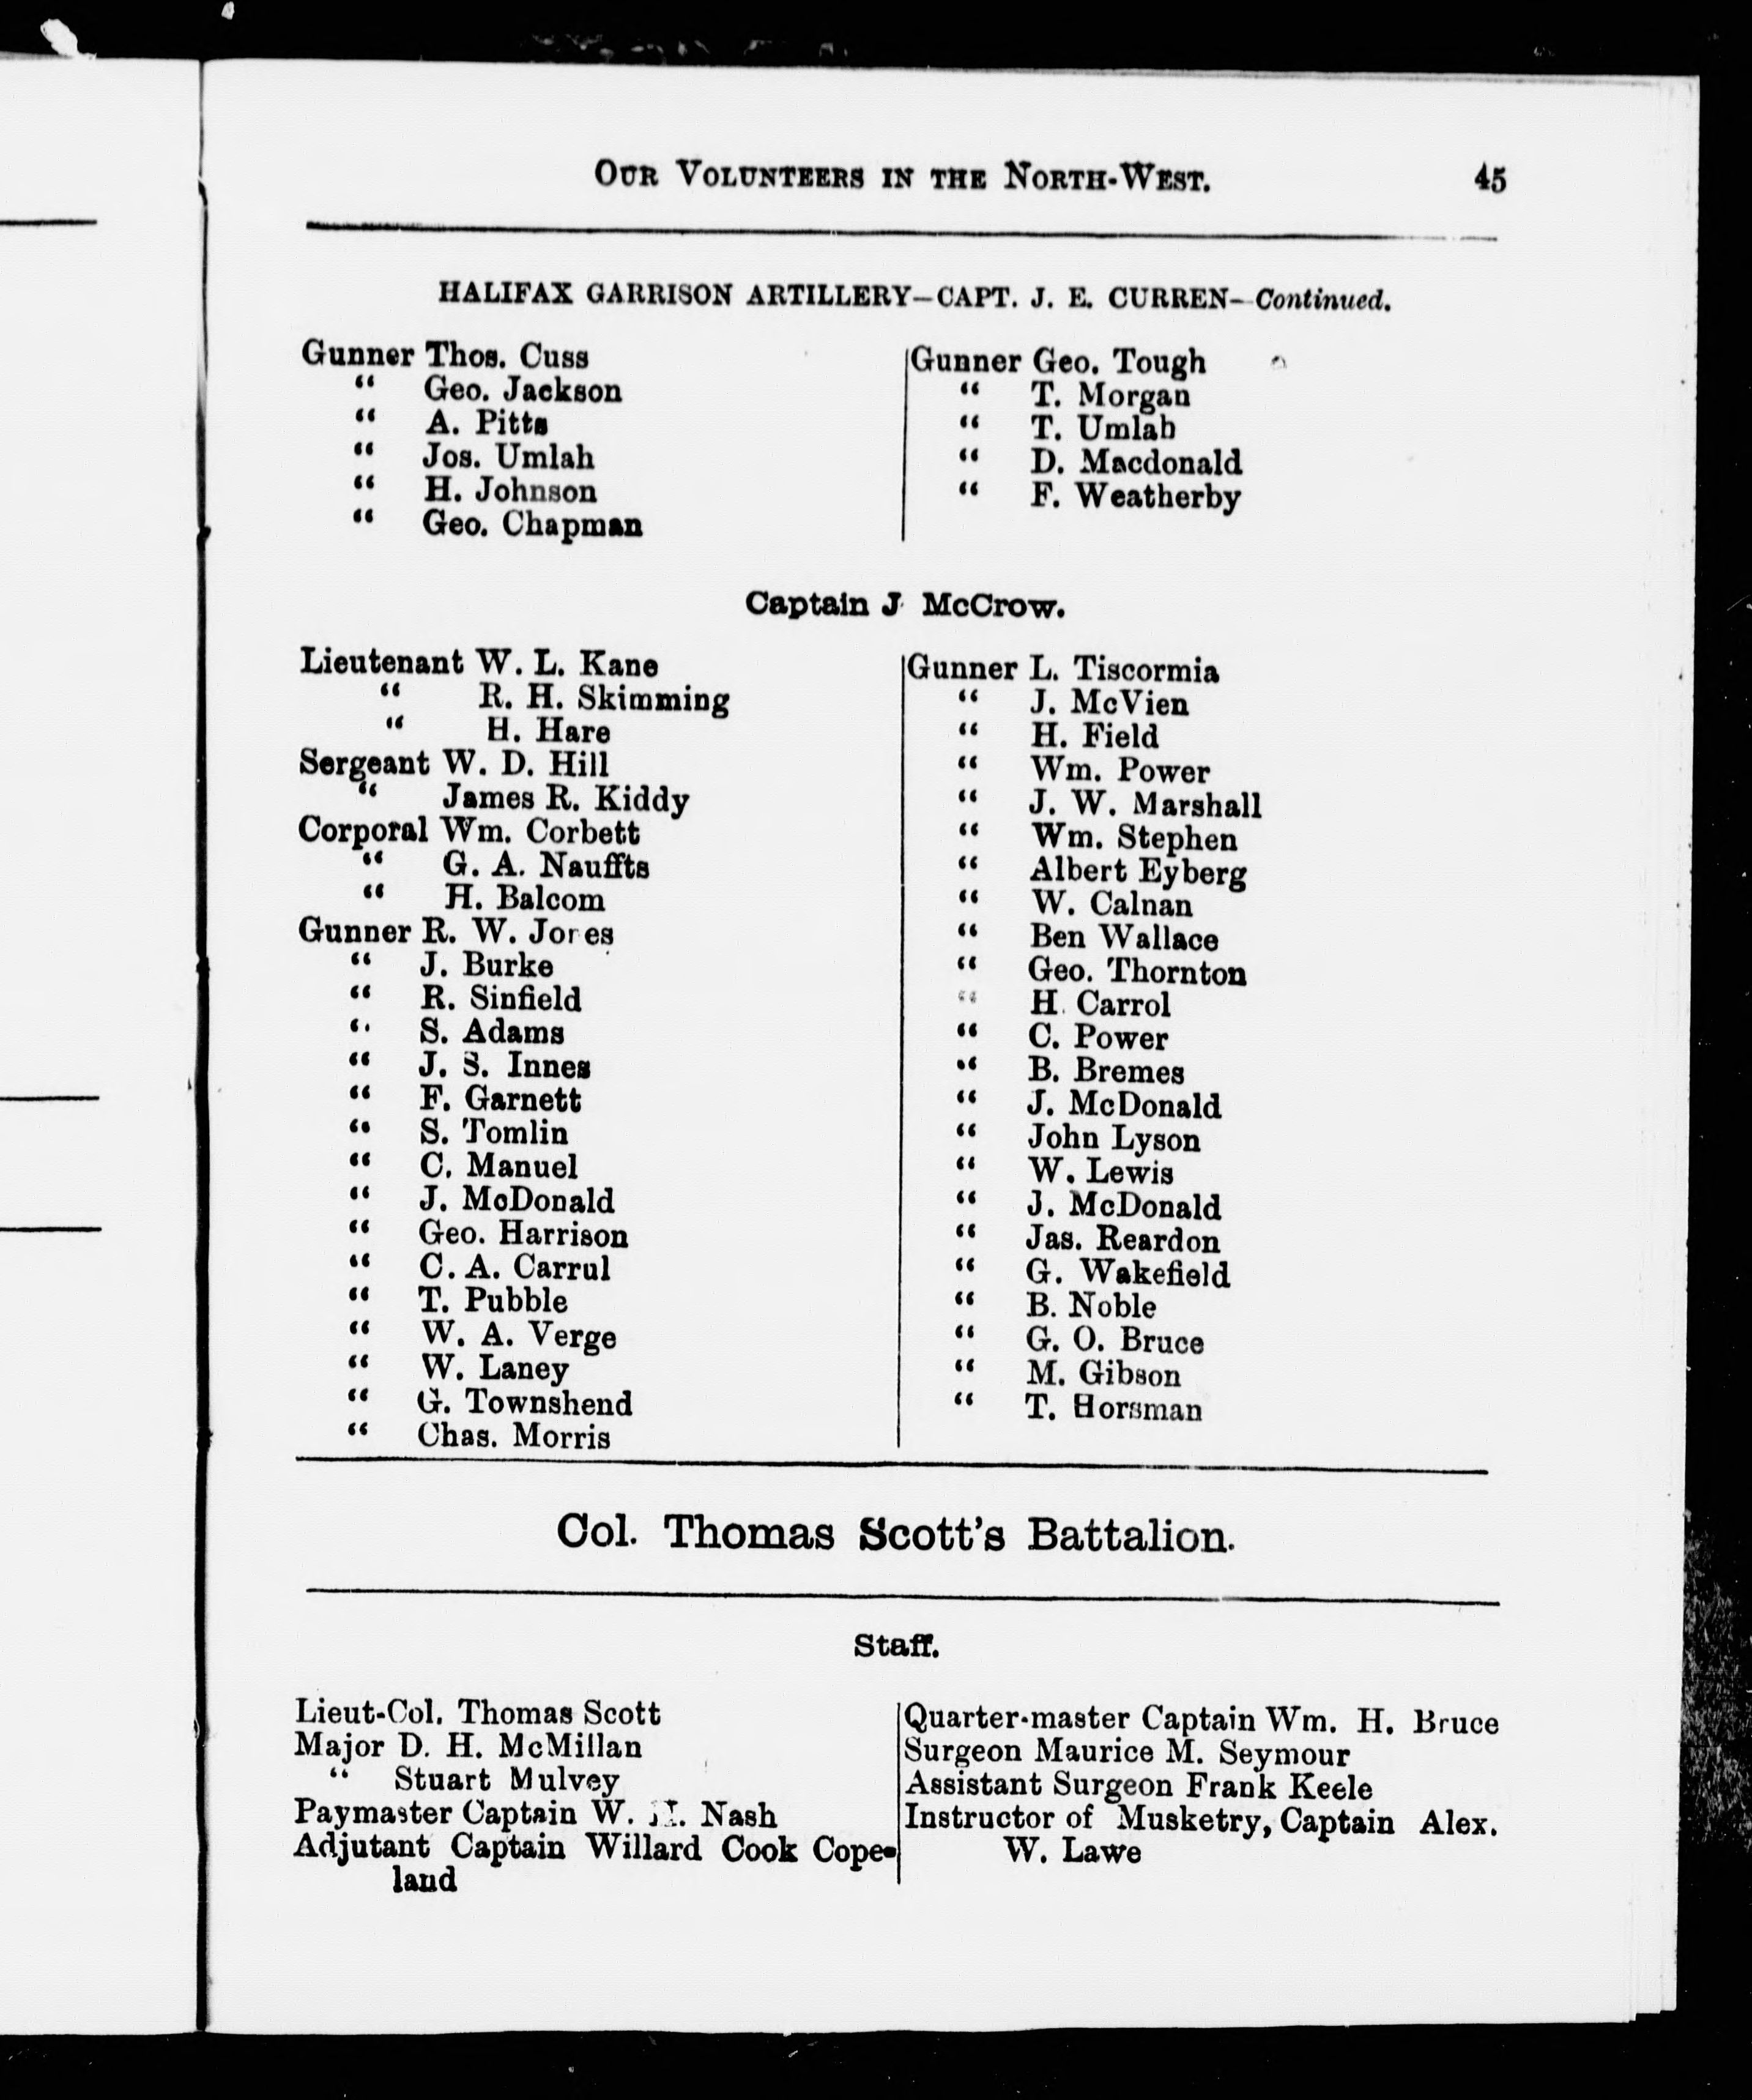 OUR VOLUNTEERS IN THE NORTH-WEST. 45
HALIFAX GARRISON ARTILLERY—CAPT. J. E. CURREN—Continued.
Gunner Thos. Cuss
“ Geo. Jackson
“ A. Pitts
“ Jos. Umlah
“ H. Johnson
“ Geo. Chapman
Gunner Geo. Tough
“ T. Morgan
“ T. Umlah
“ D. Macdonald
“ F. Weatherby
Captain J McCrow.
Lieutenant W. L. Kane
“ R. H. Skimming
“ H. Hare
Sergeant W. D. Hill
“ James R. Kiddy
Corporal Wm. Corbett
“ G. A. Nauffts
“ H. Balcom
Gunner R. W. Jores
“ J. Burke
“ R. Sinfield
“ S. Adams
“ J. S. Innes
“ F. Garnett
“ S. Tomlin
“ C. Manuel
“ J. McDonald
“ Geo. Harrison
“ C. A. Carrul
“ T. Pubble
“ W. A. Verge
“ W. Laney
“ G. Townshend
“ Chas. Morris
Gunner L. Tiscormia
“ J. McVien
“ H. Field
“ Wm. Power
“ J. W. Marshall
“ Wm. Stephen
“ Albert Eyberg
“ W. Calnan
“ Ben Wallace
“ Geo. Thornton
“ H. Carrol
“ C. Power
“ B. Bremes
“ J. McDonald
“ John Lyson
“ W. Lewis
“ J. McDonald
“ Jas. Reardon
“ G. Wakefield
“ B. Noble
“ G. O. Bruce
“ M. Gibson
“ T. Horsman
Col. Thomas Scott's Battalion.
Staff.
Lieut-Col. Thomas Scott
Major D. H. McMillan
“ Stuart Mulvey
Paymaster Captain W. H. Nash
Adjutant Captain Willard Cook Cope-
land
Quarter-master Captain Wm. H. Bruce
Surgeon Maurice M. Seymour
Assistant Surgeon Frank Keele
Instructor of Musketry, Captain Alex.
W. Lawe